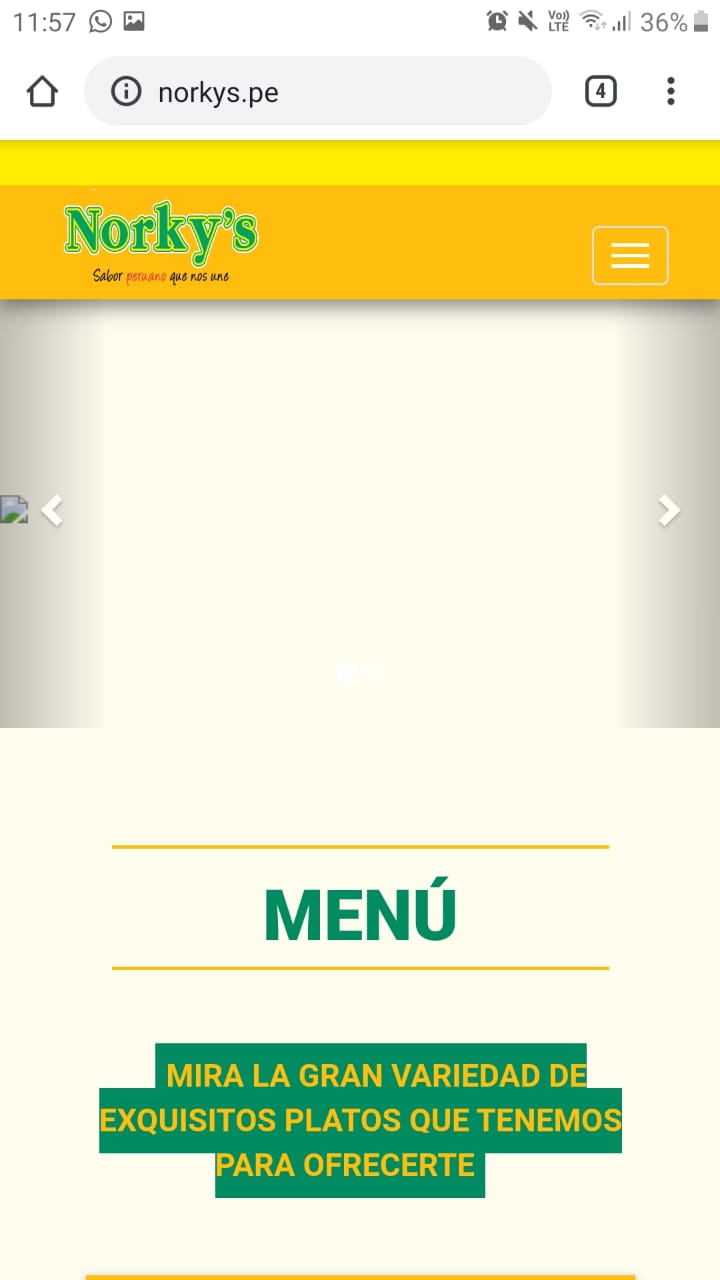 11:57
Vo)) LTE
36%
norkys.pe
4
Norky's
Sabor peruano que nos une
MENÚ
MIRA LA GRAN VARIEDAD DE
EXQUISITOS PLATOS QUE TENEMOS
PARA OFRECERTE